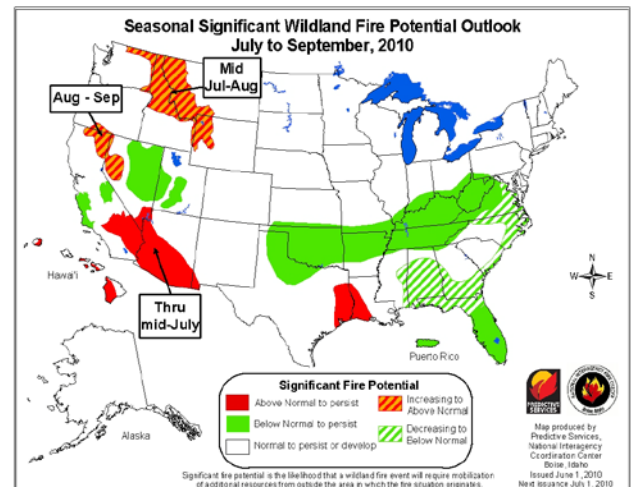 Seasonal Significant Wildland Fire Potential Outlook
July to September, 2010
Mid
Jul-Aug
Aug - Sep
Hawai'i
Thru
mid-July
Alaska
Puerto Rico
N
W E
S
Significant Fire Potential
Above Normal to persist
Increasing to
Above Normal
Below Normal to persist
Decreasing to
Below Normal
Normal to persist or develop
PREDICTIVE
SERVICES
Map produced by
Predictive Services,
National Interagency
Coordination Center
Boise, Idaho
Issued June 1, 2010
Next issuance July 1, 2010
Significant fire potential is the likelihood that a wildland fire event will require mobilization
of additional resources from outside the area in which the fire situation originates.